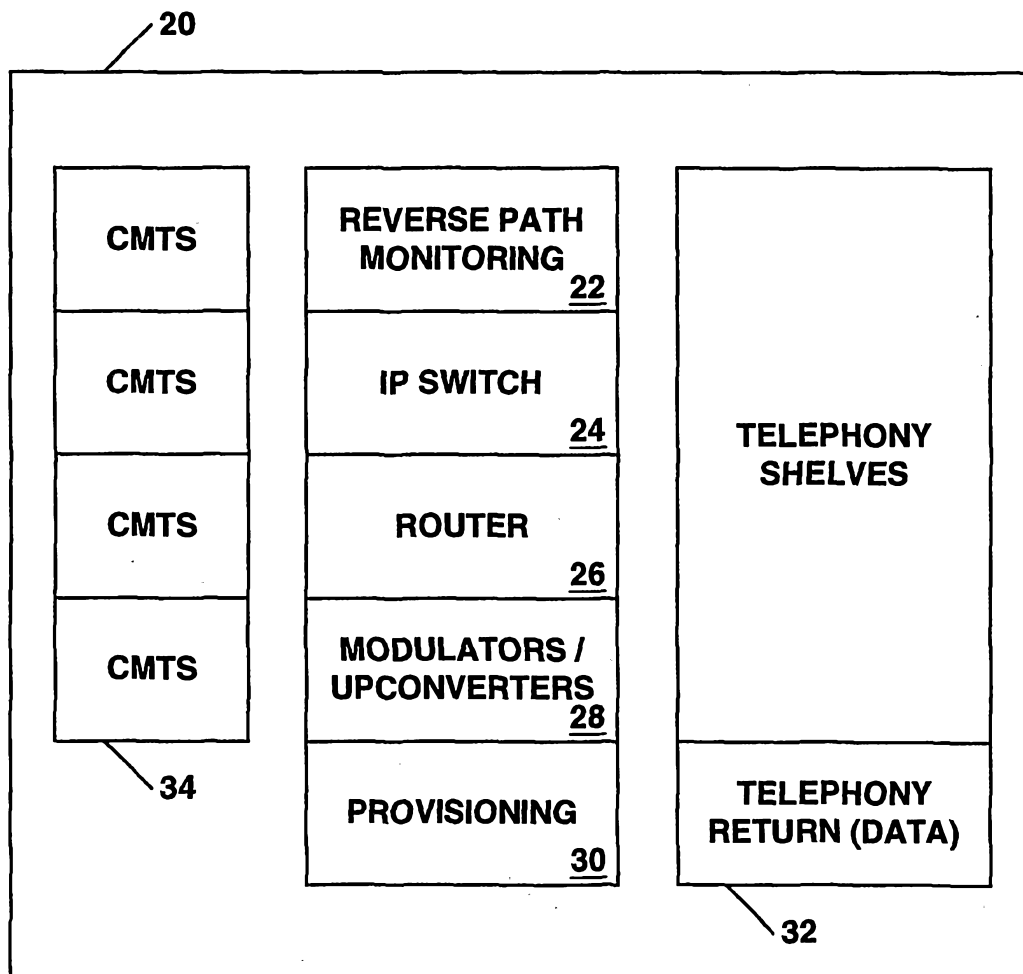 20
CMTS
CMTS
CMTS
CMTS
34
REVERSE PATH
MONITORING
22
IP SWITCH
24
ROUTER
26
MODULATORS /
UPCONVERTERS
28
PROVISIONING
30
TELEPHONY
SHELVES
TELEPHONY
RETURN (DATA)
32